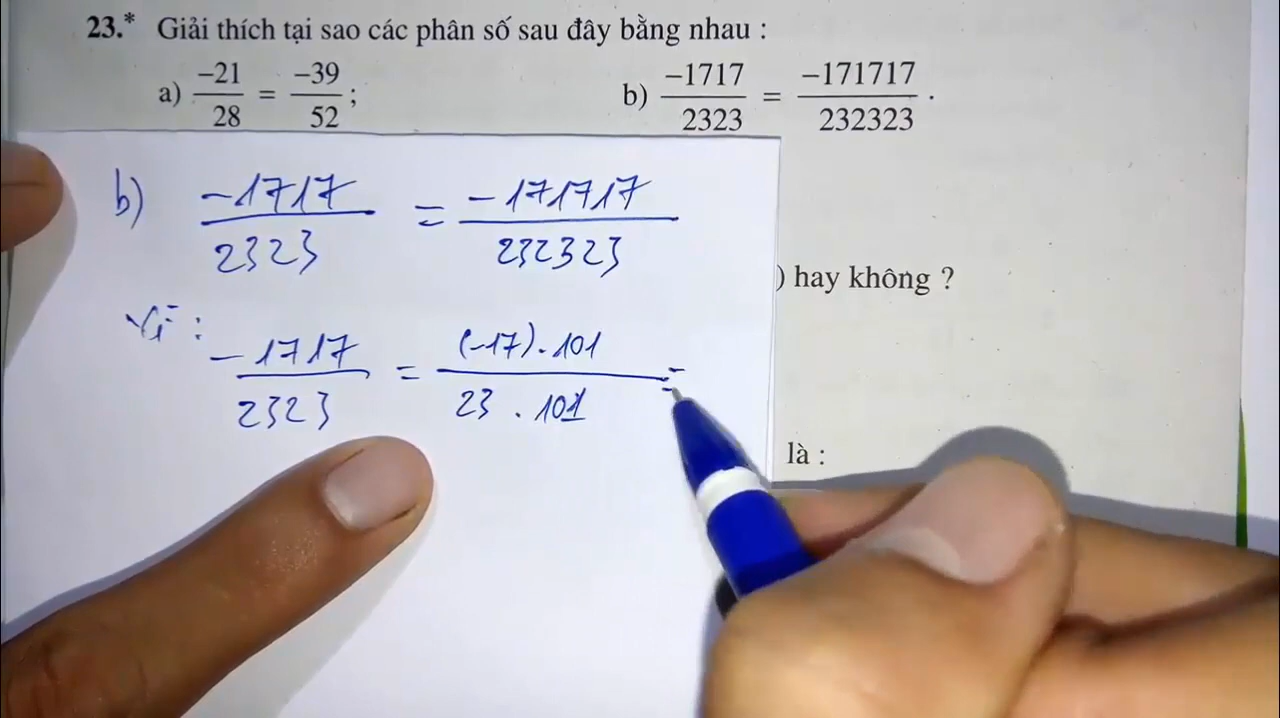 23.* Giải thích tại sao các phân số sau đây bằng nhau :
a) -21/28 = -39/52 ; b) -1717/2323 = -171717/232323 .
b) -1717/2323 = -171717/232323
) hay không ?
Vì :
-1717/2323 = (-17).101/23.101 =
là :